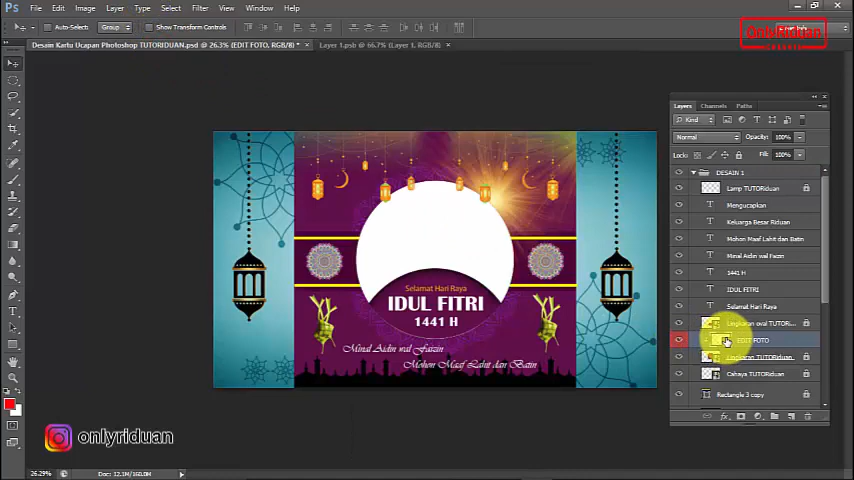 Ps File Edit Image Layer Type Select Filter View Window Help
Auto-Select: Group Show Transform Controls
OnlyRiduan
Desain Kartu Ucapan Photoshop TUTORIDUAN.psd @ 26.3% (EDIT FOTO, RGB/8) * ×
Layer 1.psb @ 66.7% (Layer 1, RGB/8) ×
Layers Channels Paths
Kind
Normal Opacity: 100%
Lock: Fill: 100%
DESAIN 1
Lamp TUTORiduan
Mengucapkan
Keluarga Besar Riduan
Mohon Maaf Lahit dan Batin
Minal Aidin wal Faizin
1441 H
IDUL FITRI
Selamat Hari Raya
Lingkaran oval TUTORI...
EDIT FOTO
Lingkaran TUTORiduan
Cahaya TUTORiduan
Rectangle 3 copy
fx
Selamat Hari Raya
IDUL FITRI
1441 H
Minal Aidin wal Faizin
Mohon Maaf Lahit dan Batin
onlyriduan
26.29% Doc: 12.1M/160.0M